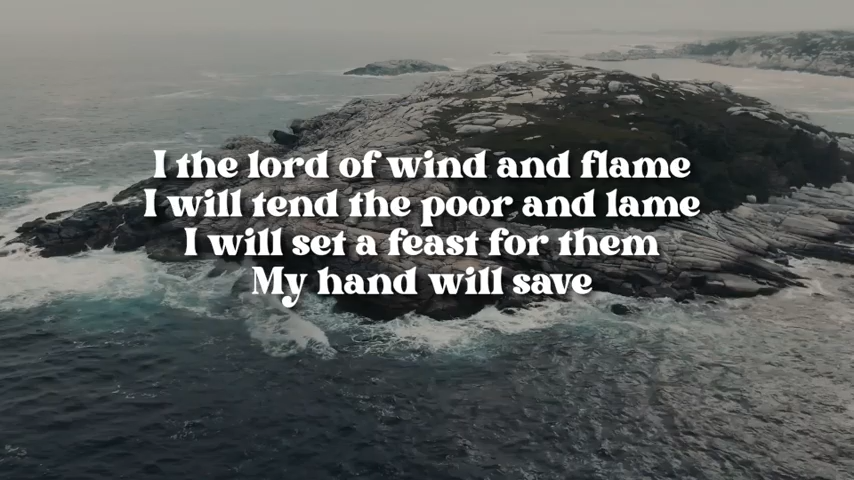 I the lord of wind and flame
I will tend the poor and lame
I will set a feast for them
My hand will save